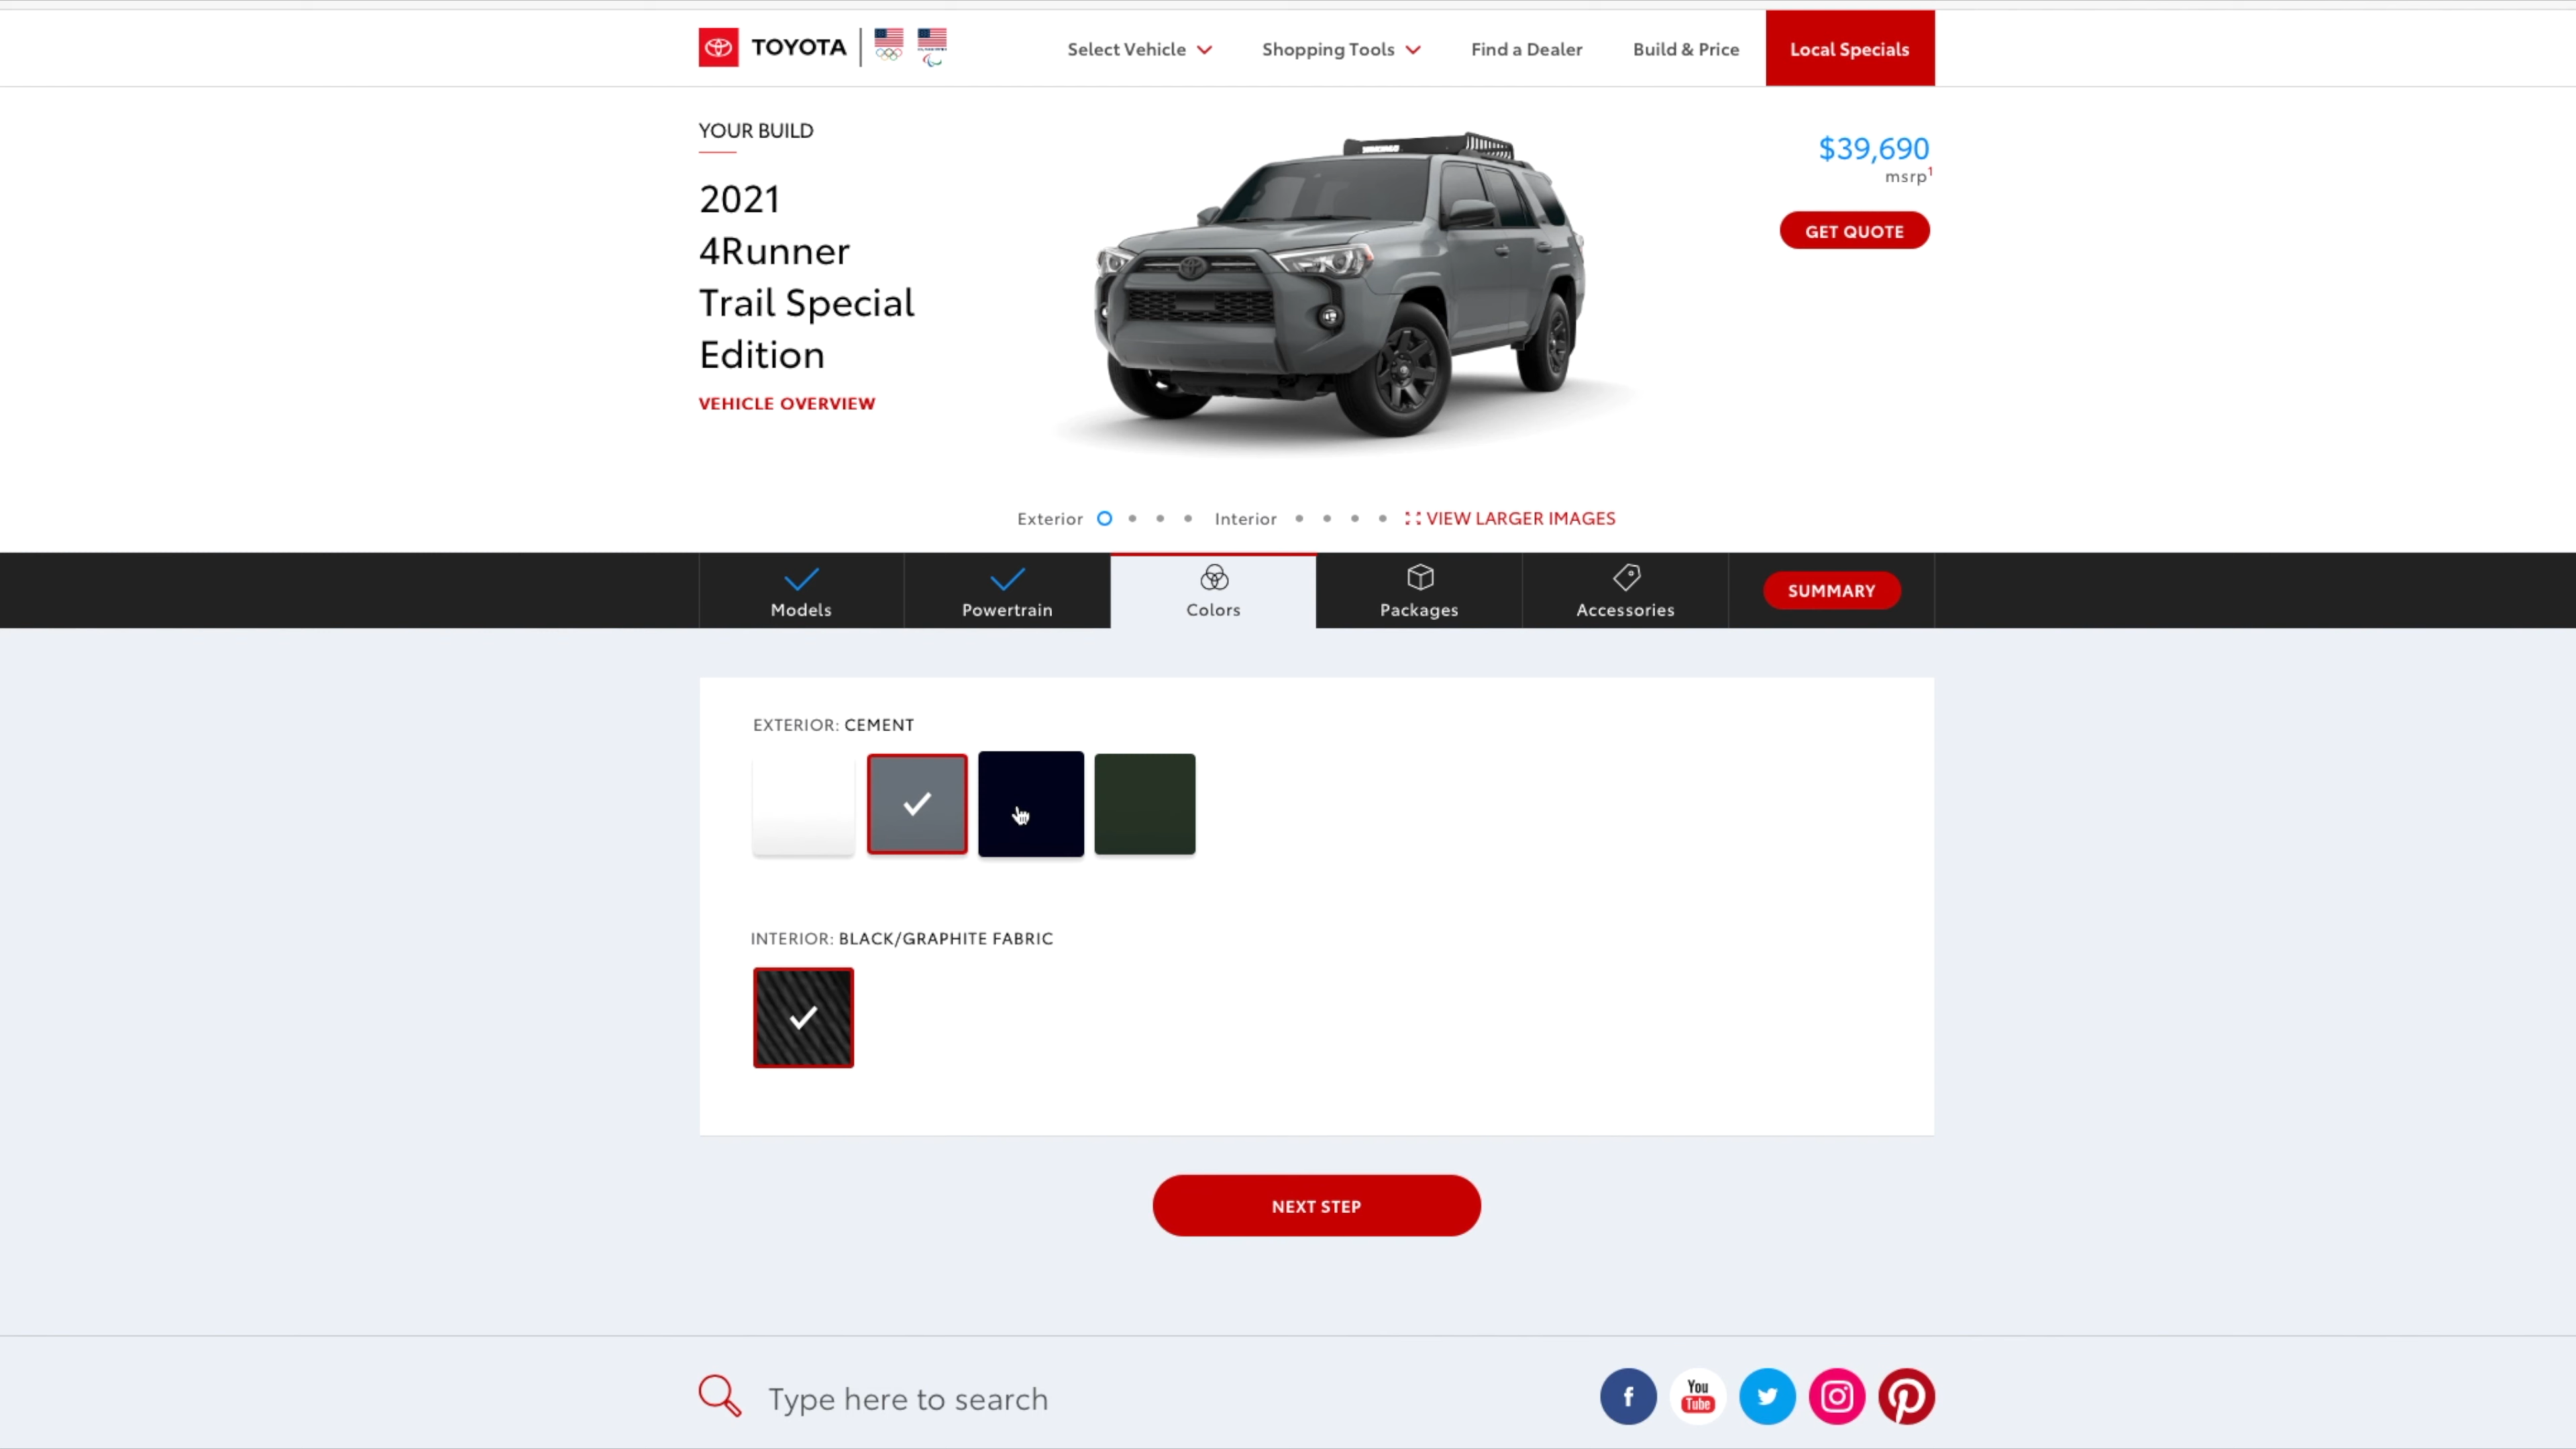 TOYOTA
Select Vehicle
Shopping Tools
Find a Dealer
Build & Price
Local Specials
YOUR BUILD
2021
4Runner
Trail Special
Edition
VEHICLE OVERVIEW
$39,690
msrp1
GET QUOTE
Exterior
Interior
VIEW LARGER IMAGES
Models
Powertrain
Colors
Packages
Accessories
SUMMARY
EXTERIOR: CEMENT
INTERIOR: BLACK/GRAPHITE FABRIC
NEXT STEP
Type here to search
f
You
Tube